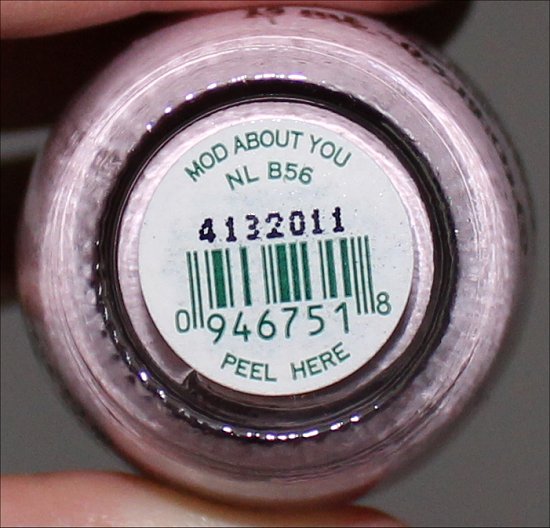 MOD ABOUT YOU
NL B56
4132011
0 946751 8
PEEL HERE